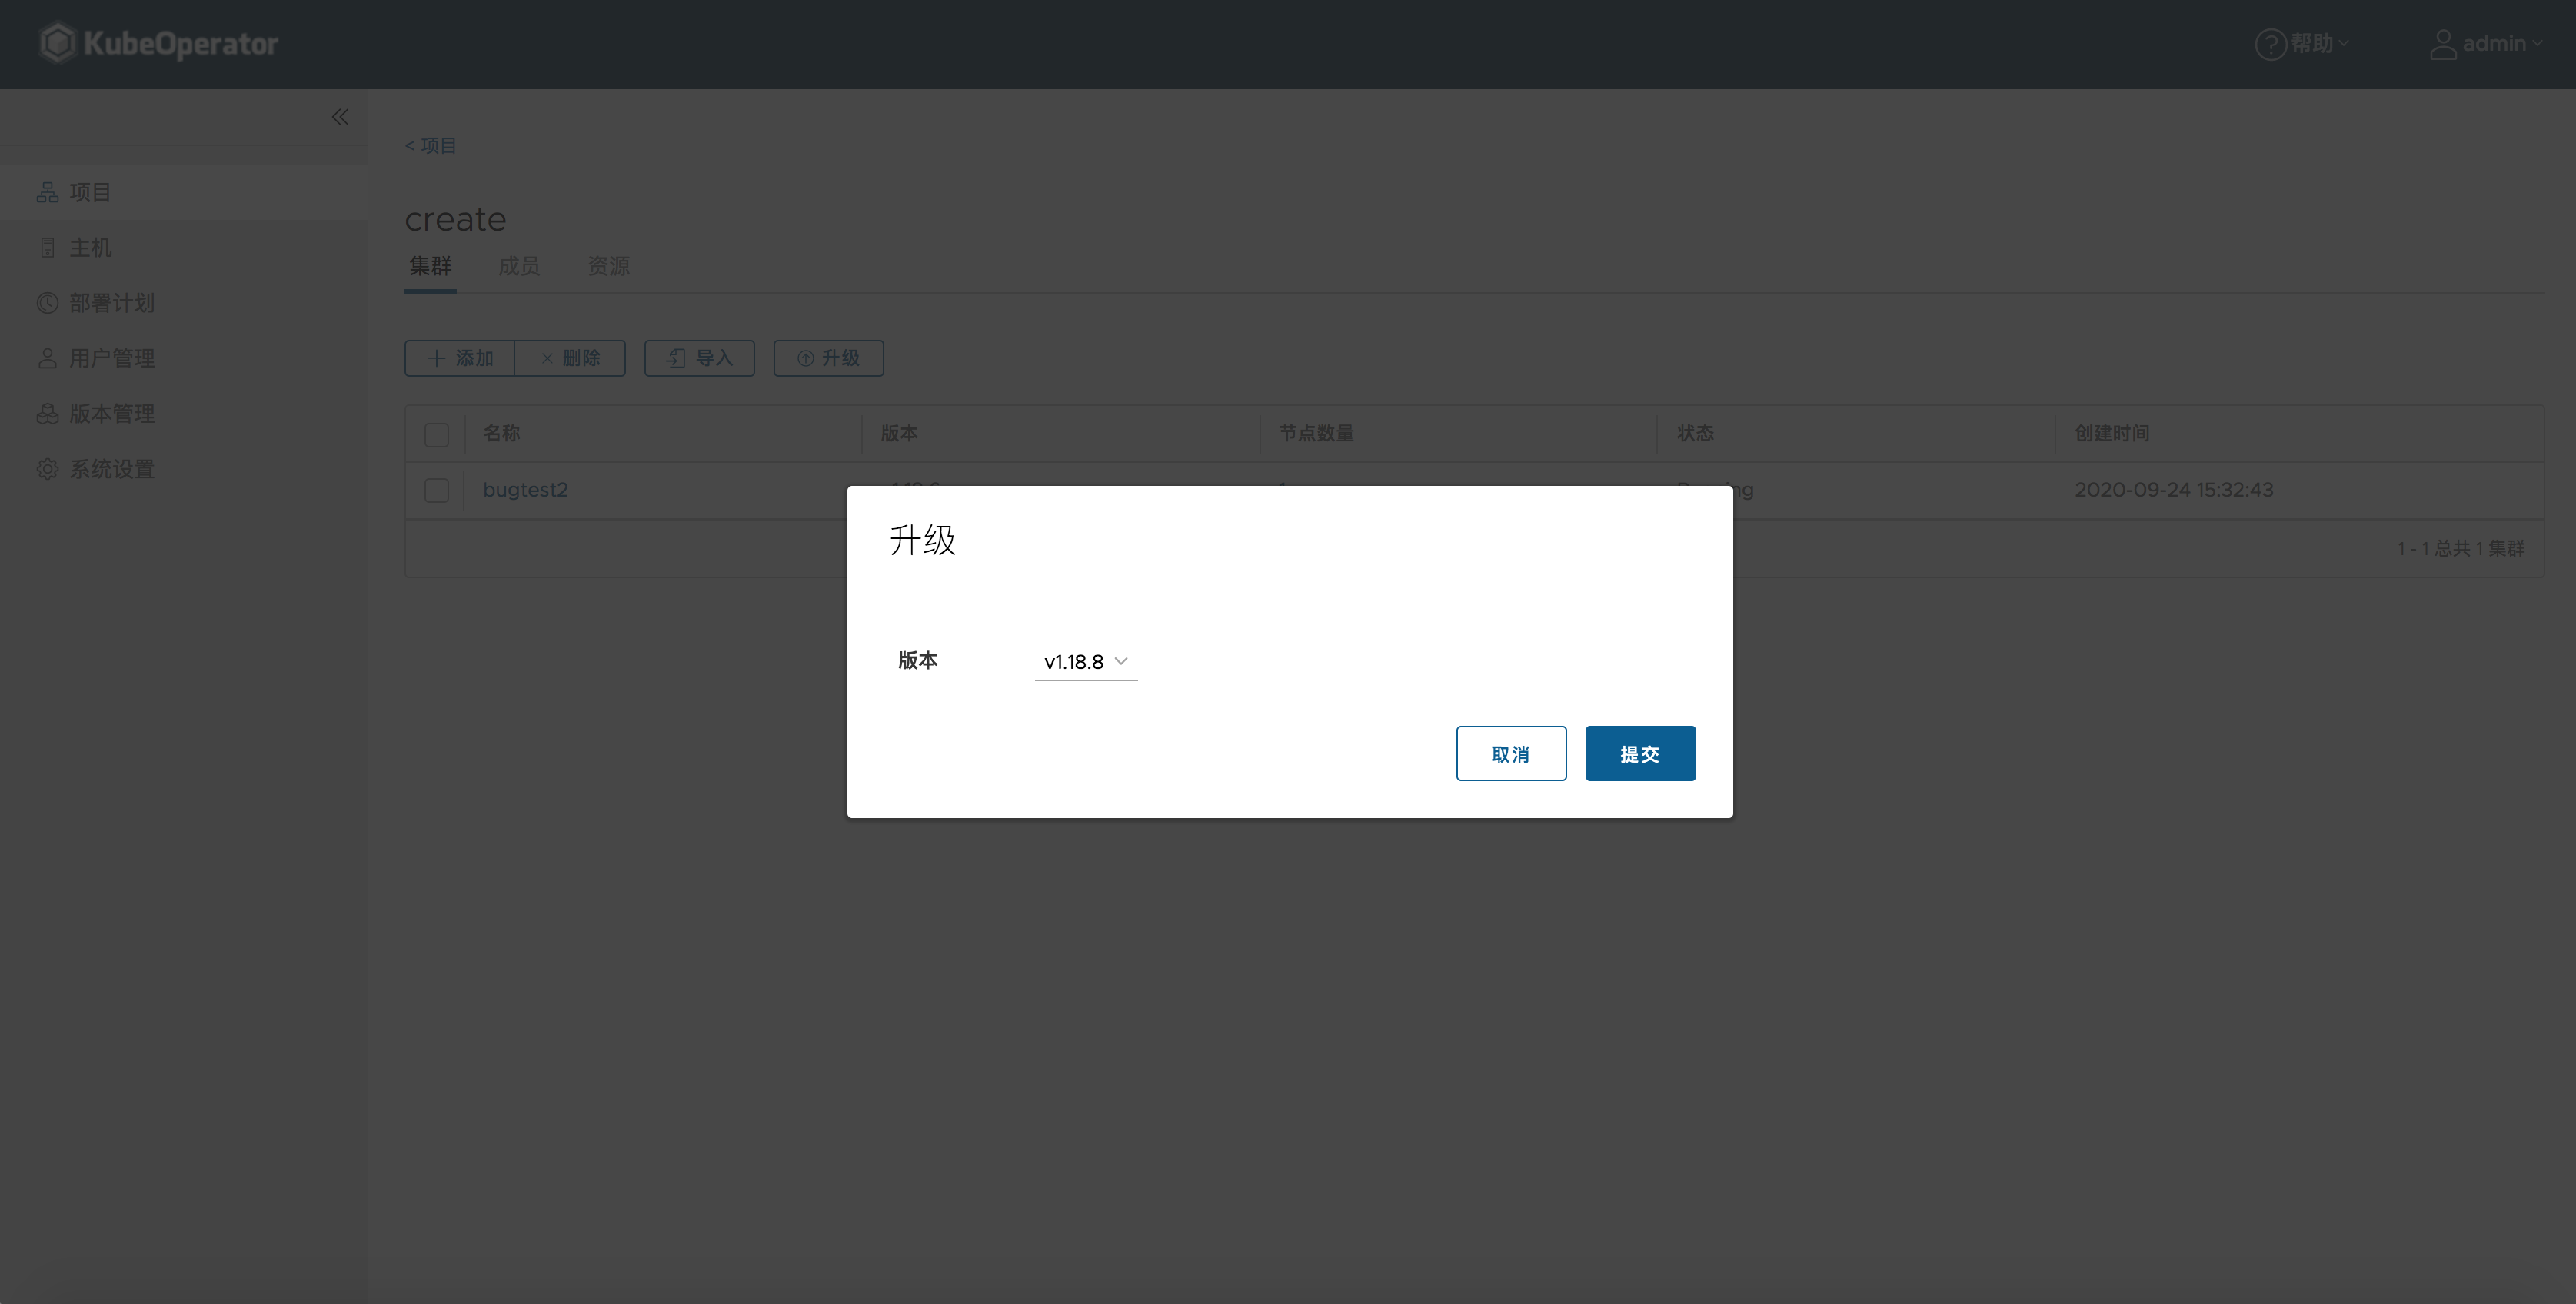 KubeOperator
帮助
admin
项目
主机
部署计划
用户管理
版本管理
系统设置
< 项目
create
集群 成员 资源
添加 删除 导入 升级
名称 版本 节点数量 状态 创建时间
bugtest2 2020-09-24 15:32:43
1 - 1 总共 1 集群
升级
版本 v1.18.8
取消 提交